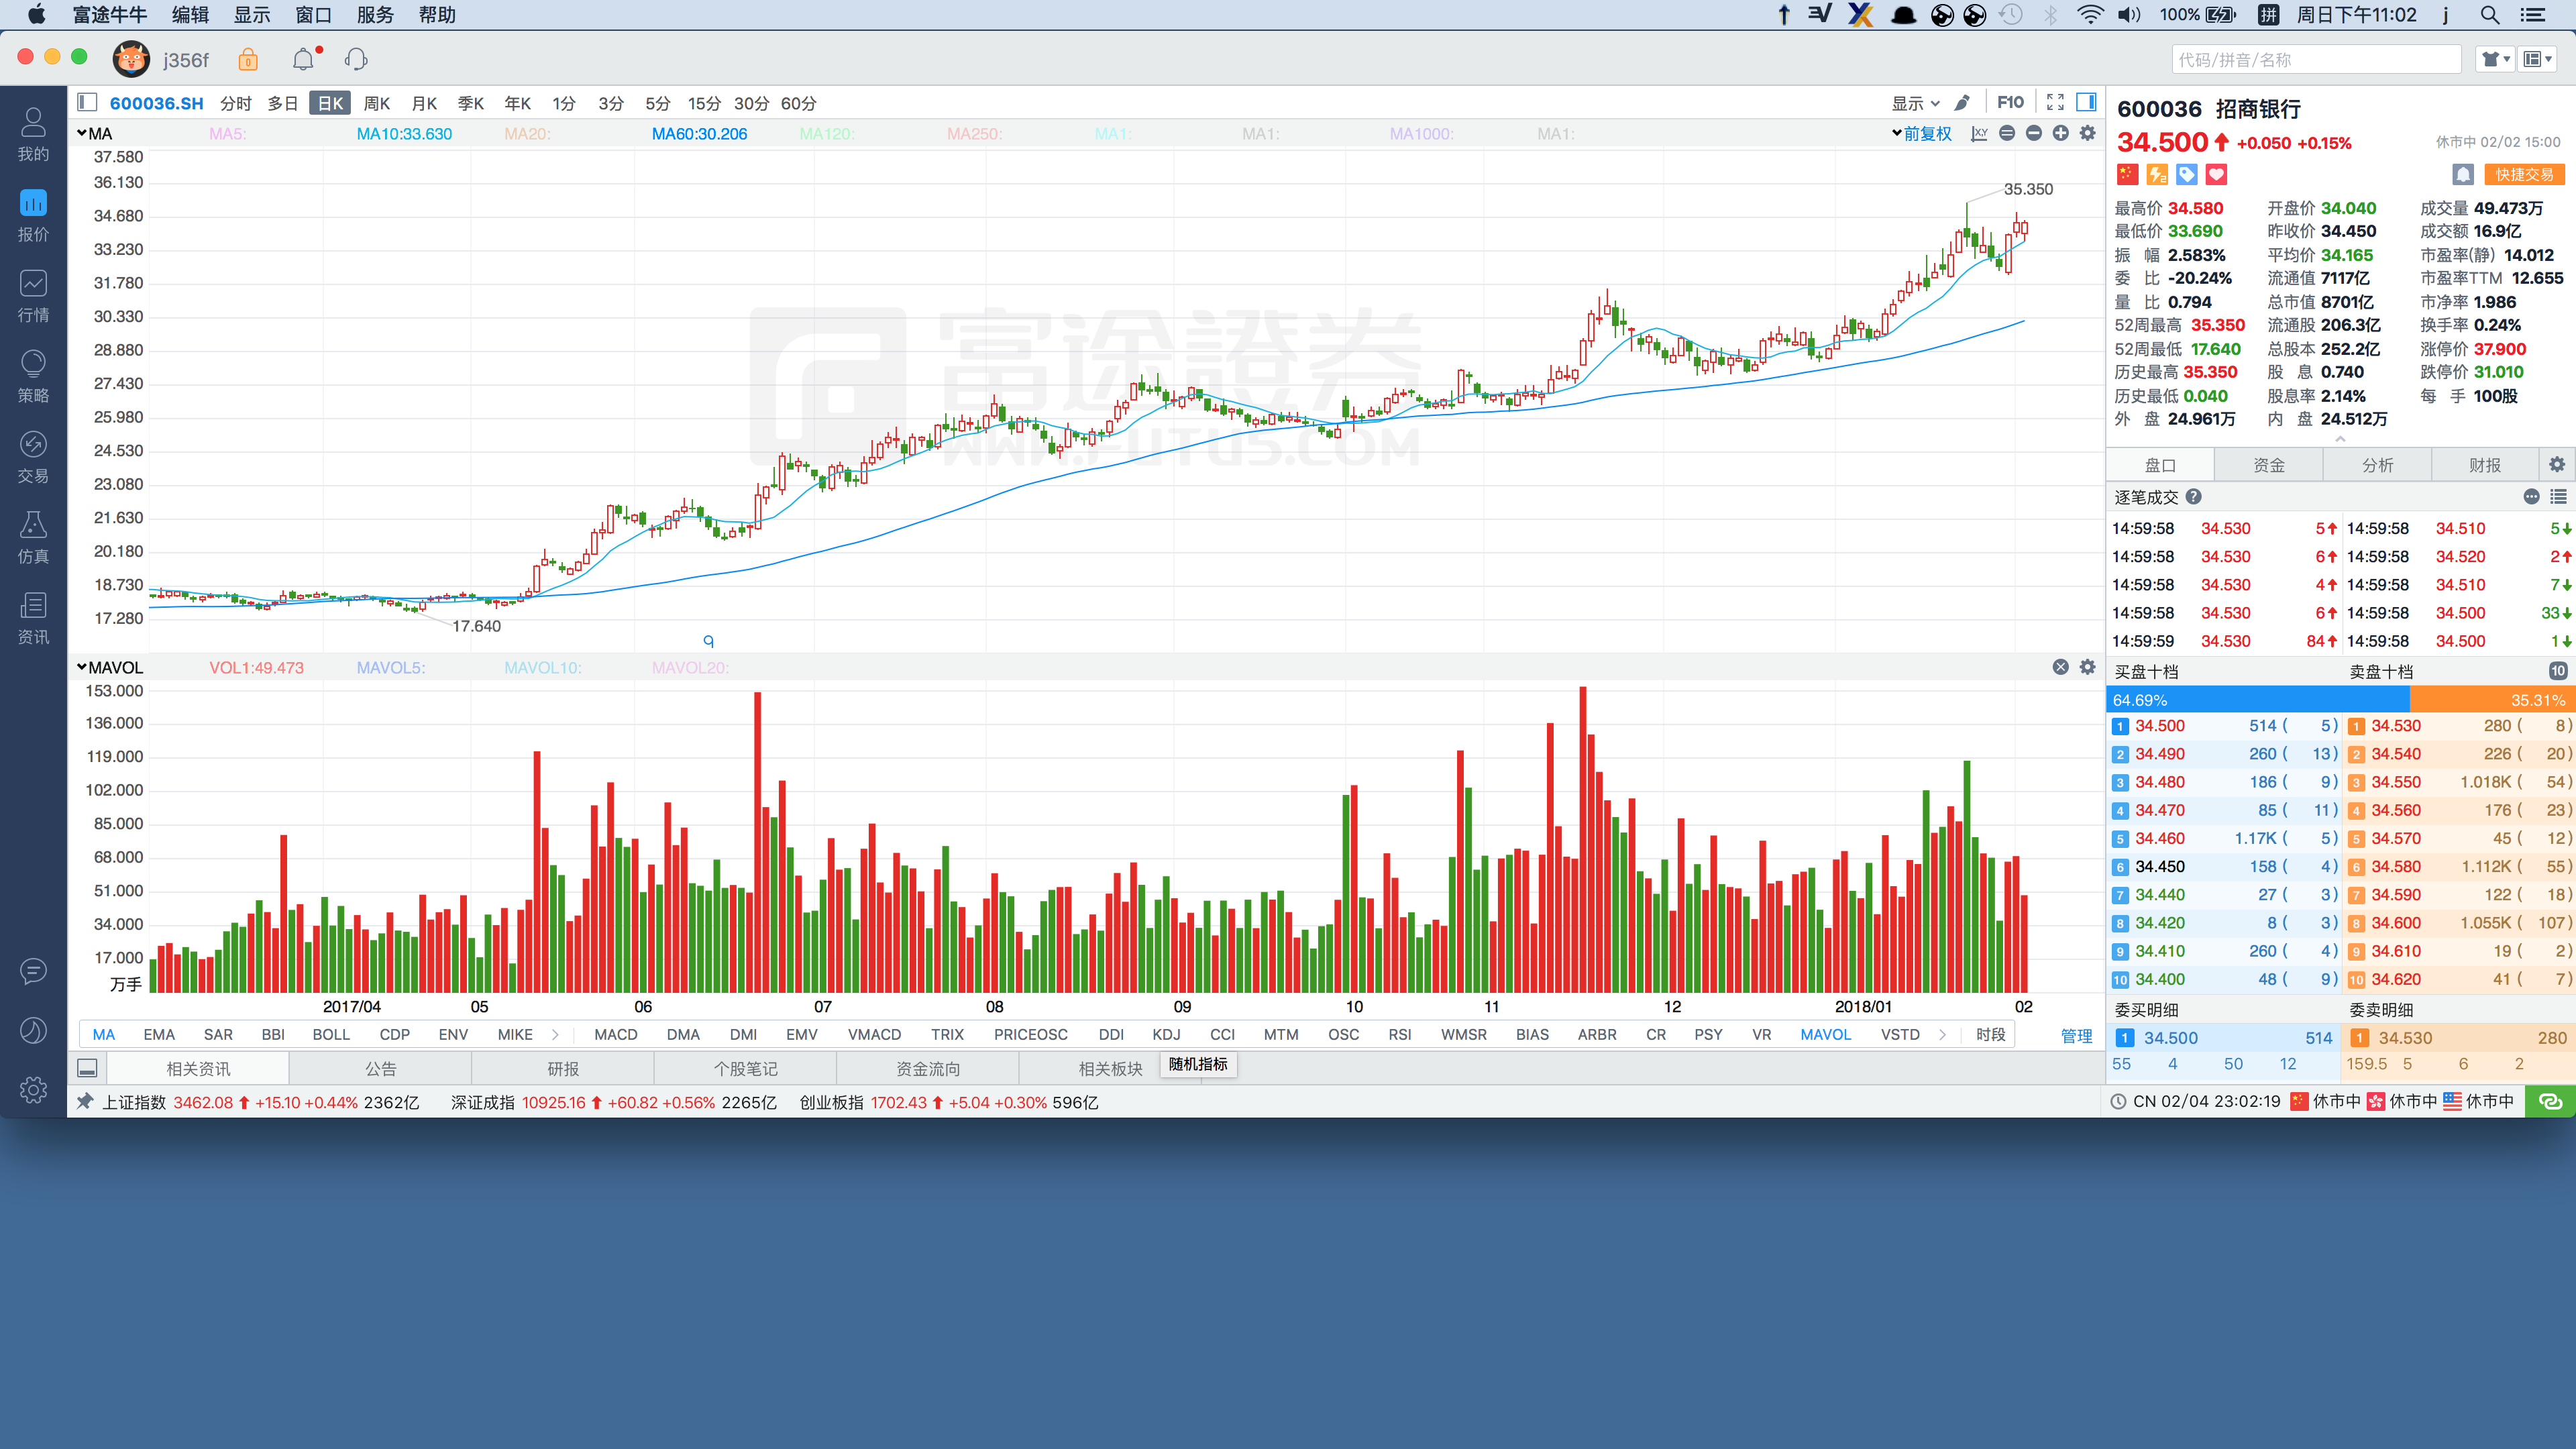 富途牛牛 编辑 显示 窗口 服务 帮助 100% 拼 周日下午11:02 j
j356f 代码/拼音/名称
我的
报价
行情
策略
交易
仿真
资讯
600036.SH 分时 多日 日K 周K 月K 季K 年K 1分 3分 5分 15分 30分 60分 显示 F10
MA MA5: MA10:33.630 MA20: MA60:30.206 MA120: MA250: MA1: MA1: MA1000: MA1: 前复权
37.580
36.130
34.680
33.230
31.780
30.330
28.880
27.430
25.980
24.530
23.080
21.630
20.180
18.730
17.280
35.350
17.640
富途證券
WWW.FUTU5.COM
MAVOL VOL1:49.473 MAVOL5: MAVOL10: MAVOL20:
153.000
136.000
119.000
102.000
85.000
68.000
51.000
34.000
17.000
万手
2017/04 05 06 07 08 09 10 11 12 2018/01 02
MA EMA SAR BBI BOLL CDP ENV MIKE MACD DMA DMI EMV VMACD TRIX PRICEOSC DDI KDJ CCI MTM OSC RSI WMSR BIAS ARBR CR PSY VR MAVOL VSTD 时段 管理
相关资讯 公告 研报 个股笔记 资金流向 相关板块 随机指标
上证指数 3462.08 +15.10 +0.44% 2362亿 深证成指 10925.16 +60.82 +0.56% 2265亿 创业板指 1702.43 +5.04 +0.30% 596亿
600036 招商银行
34.500 +0.050 +0.15% 休市中 02/02 15:00
快捷交易
最高价 34.580 开盘价 34.040 成交量 49.473万
最低价 33.690 昨收价 34.450 成交额 16.9亿
振 幅 2.583% 平均价 34.165 市盈率(静) 14.012
委 比 -20.24% 流通值 7117亿 市盈率TTM 12.655
量 比 0.794 总市值 8701亿 市净率 1.986
52周最高 35.350 流通股 206.3亿 换手率 0.24%
52周最低 17.640 总股本 252.2亿 涨停价 37.900
历史最高 35.350 股 息 0.740 跌停价 31.010
历史最低 0.040 股息率 2.14% 每 手 100股
外 盘 24.961万 内 盘 24.512万
盘口 资金 分析 财报
逐笔成交
14:59:58 34.530 5 14:59:58 34.510 5
14:59:58 34.530 6 14:59:58 34.520 2
14:59:58 34.530 4 14:59:58 34.510 7
14:59:58 34.530 6 14:59:58 34.500 33
14:59:59 34.530 84 14:59:58 34.500 1
买盘十档 卖盘十档 10
64.69% 35.31%
1 34.500 514 ( 5) 1 34.530 280 ( 8)
2 34.490 260 ( 13) 2 34.540 226 ( 20)
3 34.480 186 ( 9) 3 34.550 1.018K ( 54)
4 34.470 85 ( 11) 4 34.560 176 ( 23)
5 34.460 1.17K ( 5) 5 34.570 45 ( 12)
6 34.450 158 ( 4) 6 34.580 1.112K ( 55)
7 34.440 27 ( 3) 7 34.590 122 ( 18)
8 34.420 8 ( 3) 8 34.600 1.055K ( 107)
9 34.410 260 ( 4) 9 34.610 19 ( 2)
10 34.400 48 ( 9) 10 34.620 41 ( 7)
委买明细 委卖明细
1 34.500 514 1 34.530 280
55 4 50 12 159.5 5 6 2
CN 02/04 23:02:19 休市中 休市中 休市中